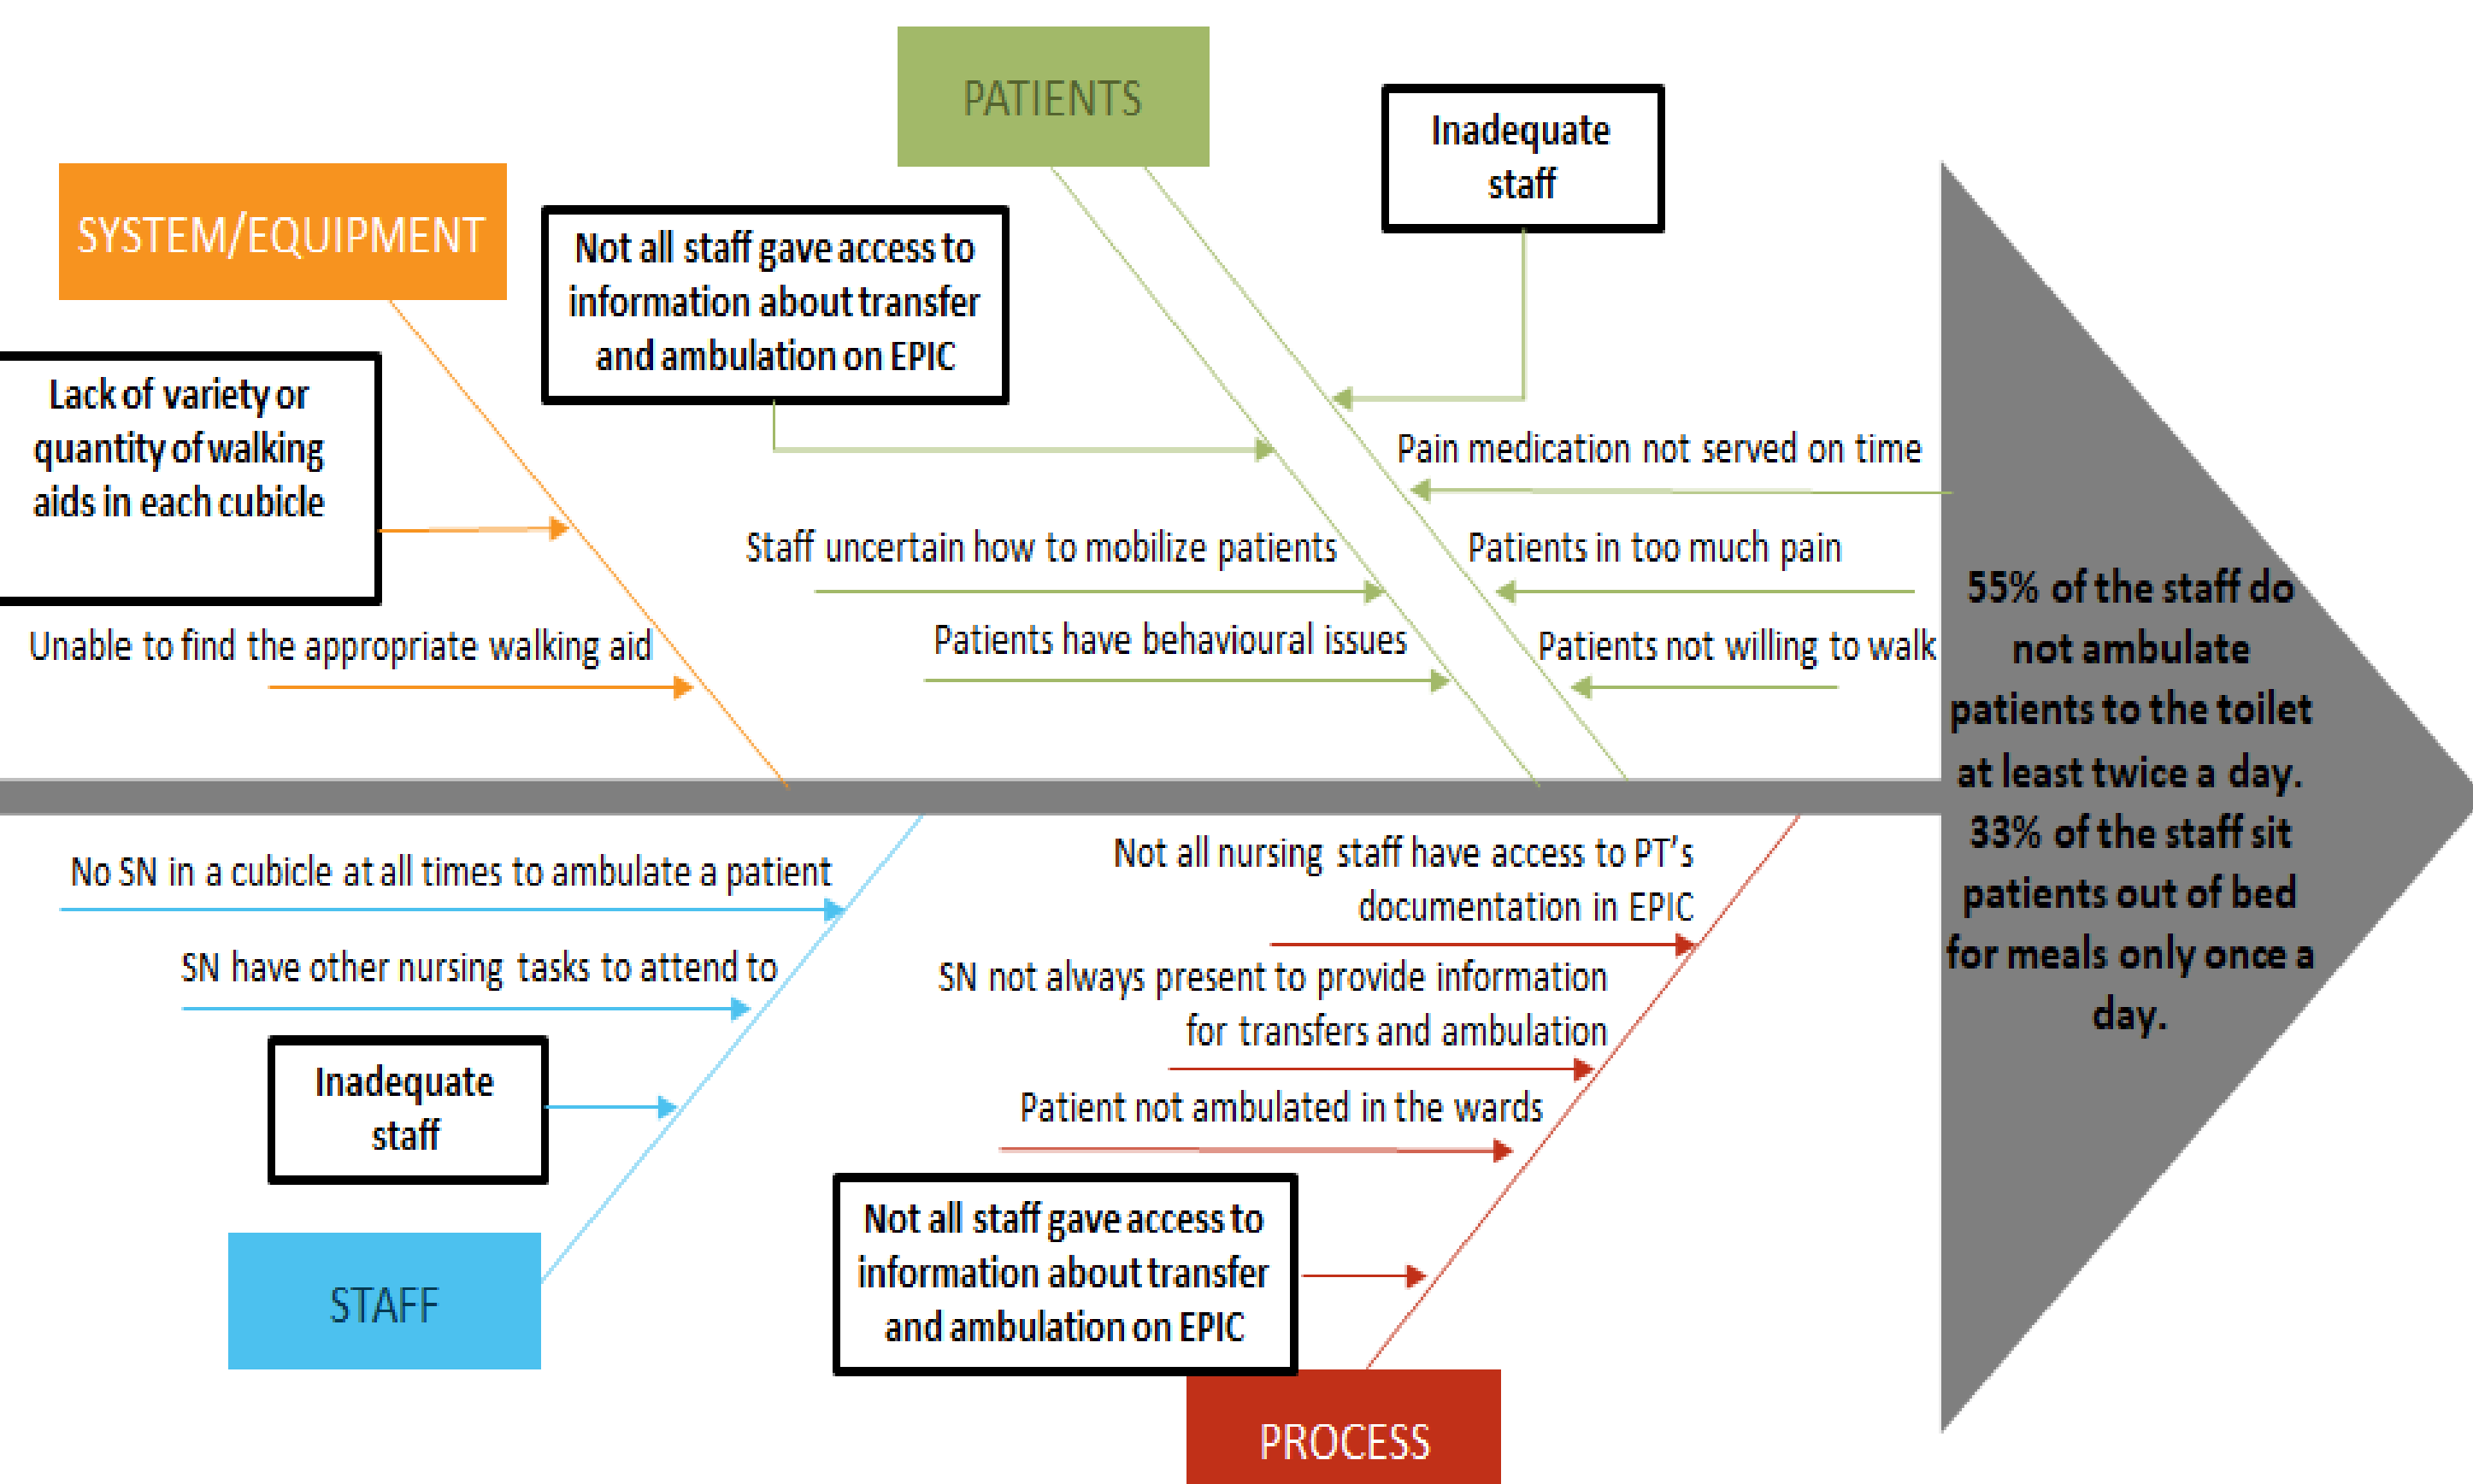 PATIENTS
Inadequate
staff
SYSTEM/EQUIPMENT
Not all staff gave access to
information about transfer
and ambulation on EPIC
Lack of variety or
quantity of walking
aids in each cubicle
Pain medication not served on time
Staff uncertain how to mobilize patients
Patients in too much pain
Unable to find the appropriate walking aid
Patients have behavioural issues
Patients not willing to walk
55% of the staff do
not ambulate
patients to the toilet
at least twice a day.
33% of the staff sit
patients out of bed
for meals only once a
day.
No SN in a cubicle at all times to ambulate a patient
SN have other nursing tasks to attend to
Inadequate
staff
STAFF
Not all nursing staff have access to PT's
documentation in EPIC
SN not always present to provide information
for transfers and ambulation
Patient not ambulated in the wards
Not all staff gave access to
information about transfer
and ambulation on EPIC
PROCESS